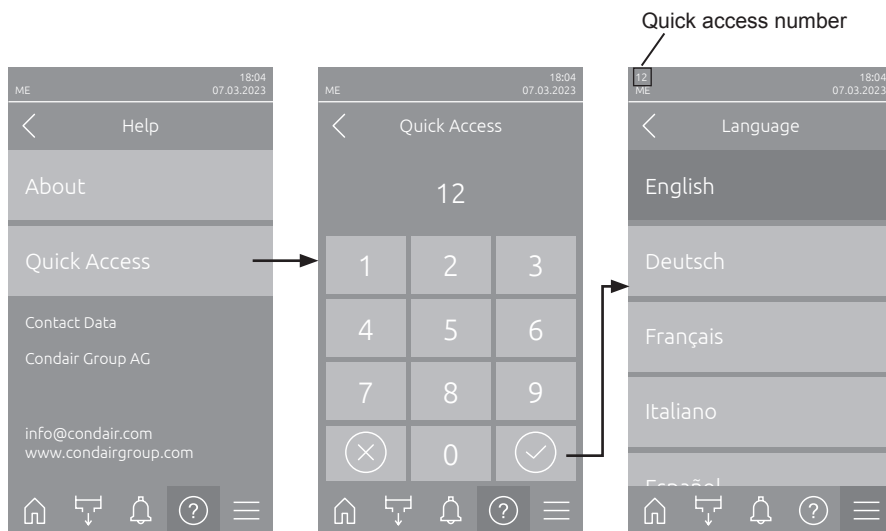 Quick access number
18:04
ME 07.03.2023
Help
About
Quick Access
Contact Data
Condair Group AG
info@condair.com
www.condairgroup.com
?
18:04
ME 07.03.2023
Quick Access
12
1 2 3
4 5 6
7 8 9
0
?
12 18:04
ME 07.03.2023
Language
English
Deutsch
Français
Italiano
Español
?